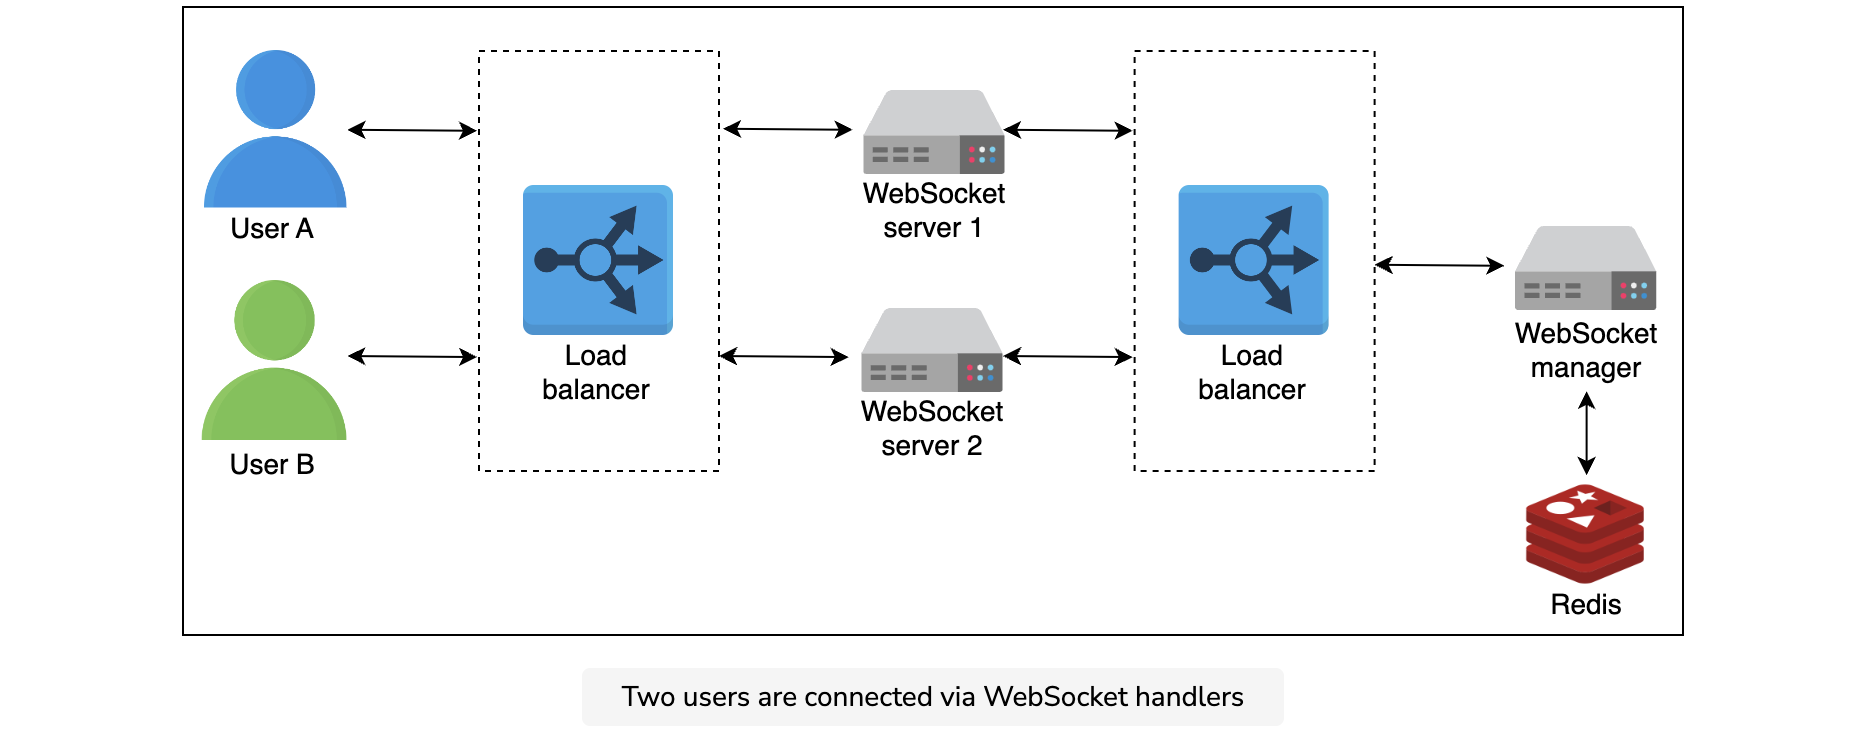 User A
User B
Load
balancer
WebSocket
server 1
WebSocket
server 2
Load
balancer
WebSocket
manager
Redis
Two users are connected via WebSocket handlers